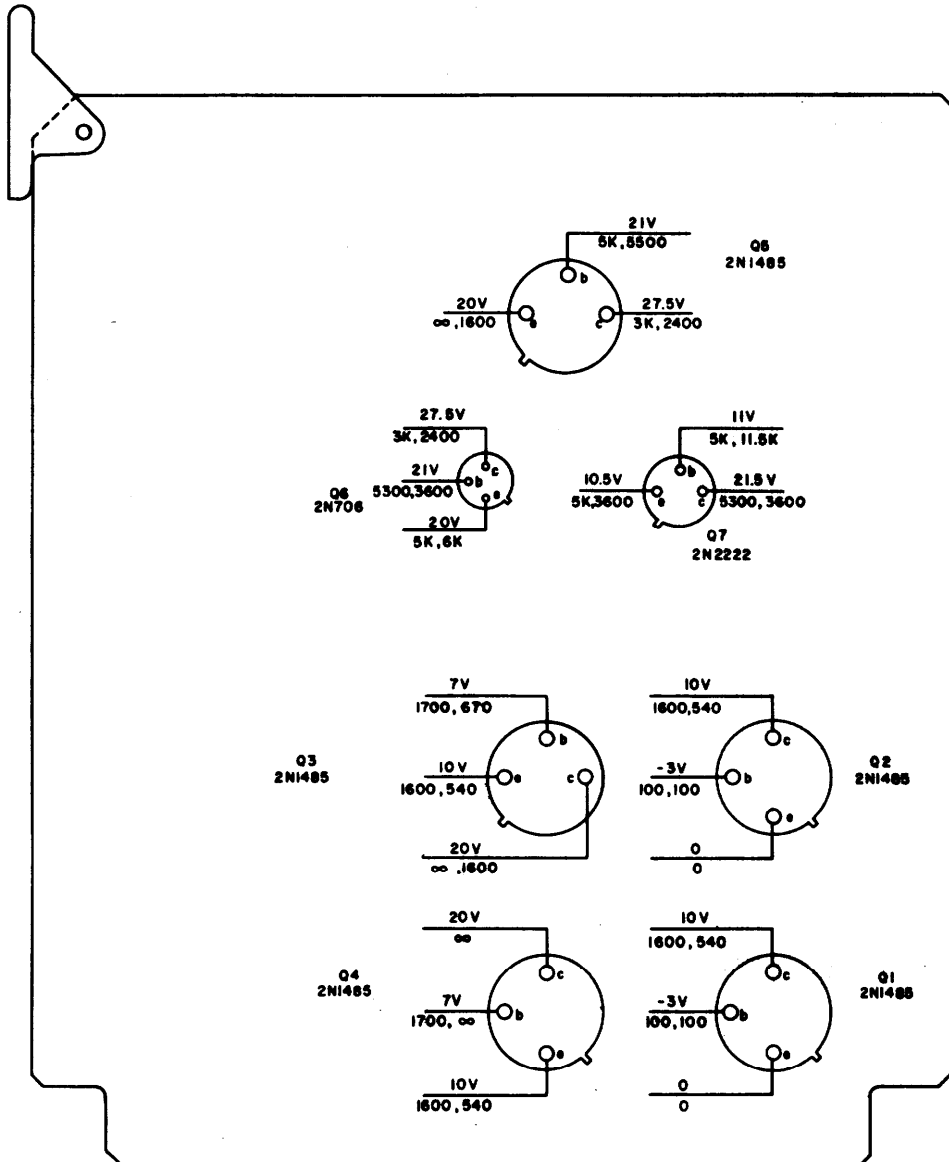 21V
5K,5500
Q5
2N1485
b
20V
∞,1600
e
c
27.5V
3K,2400
27.5V
3K,2400
c
21V
5300,3600
b
Q6
2N706
e
20V
5K,6K
11V
5K, 11.5K
b
10.5V
5K,3600
e
c
21.5V
5300, 3600
Q7
2N2222
7V
1700, 670
b
Q3
2N1485
10V
1600,540
e
c
20V
∞ ,1600
10V
1600,540
c
-3V
100,100
b
Q2
2N1485
e
0
0
20V
∞
c
Q4
2N1485
7V
1700, ∞
b
e
10V
1600,540
10V
1600,540
c
-3V
100,100
b
Q1
2N1485
e
0
0